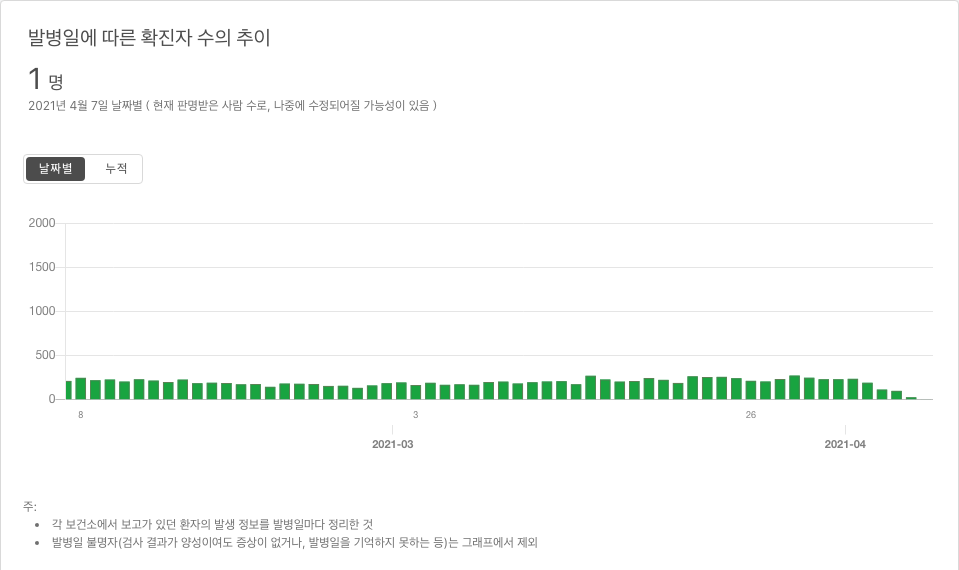 발병일에 따른 확진자 수의 추이
1 명
2021년 4월 7일 날짜별 ( 현재 판명받은 사람 수로, 나중에 수정되어질 가능성이 있음 )
날짜별 누적
2000
1500
1000
500
0
8 3 26
2021-03 2021-04
주:
• 각 보건소에서 보고가 있던 환자의 발생 정보를 발병일마다 정리한 것
• 발병일 불명자(검사 결과가 양성이여도 증상이 없거나, 발병일을 기억하지 못하는 등)는 그래프에서 제외